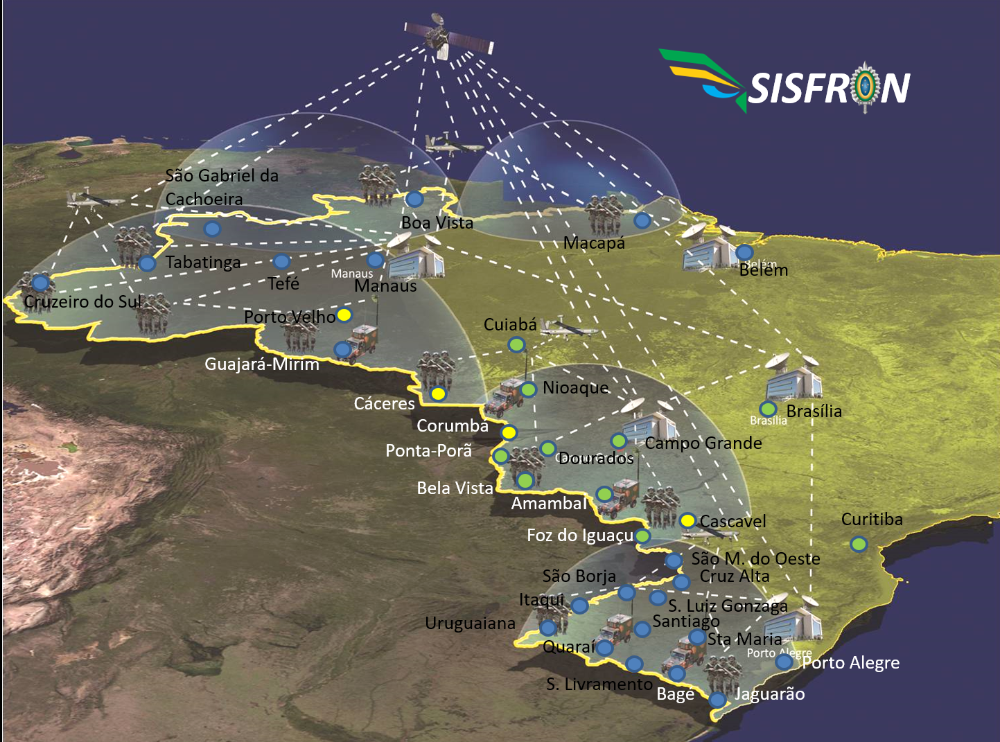 SISFRON
São Gabriel da
Cachoeira
Boa Vista
Macapá
Tabatinga
Tefé
Manaus
Manaus
Belém
Belém
Cruzeiro do Sul
Porto Velho
Cuiabá
Guajará-Mirim
Nioaque
Cáceres
Brasília
Brasília
Corumbá
Campo Grande
Ponta-Porã
Dourados
Campo Grande
Bela Vista
Amambaí
Cascavel
Curitiba
Foz do Iguaçu
São M. do Oeste
São Borja
Cruz Alta
Itaqui
S. Luiz Gonzaga
Uruguaiana
Santiago
Quaraí
Sta Maria
Porto Alegre
Porto Alegre
S. Livramento
Bagé
Jaguarão